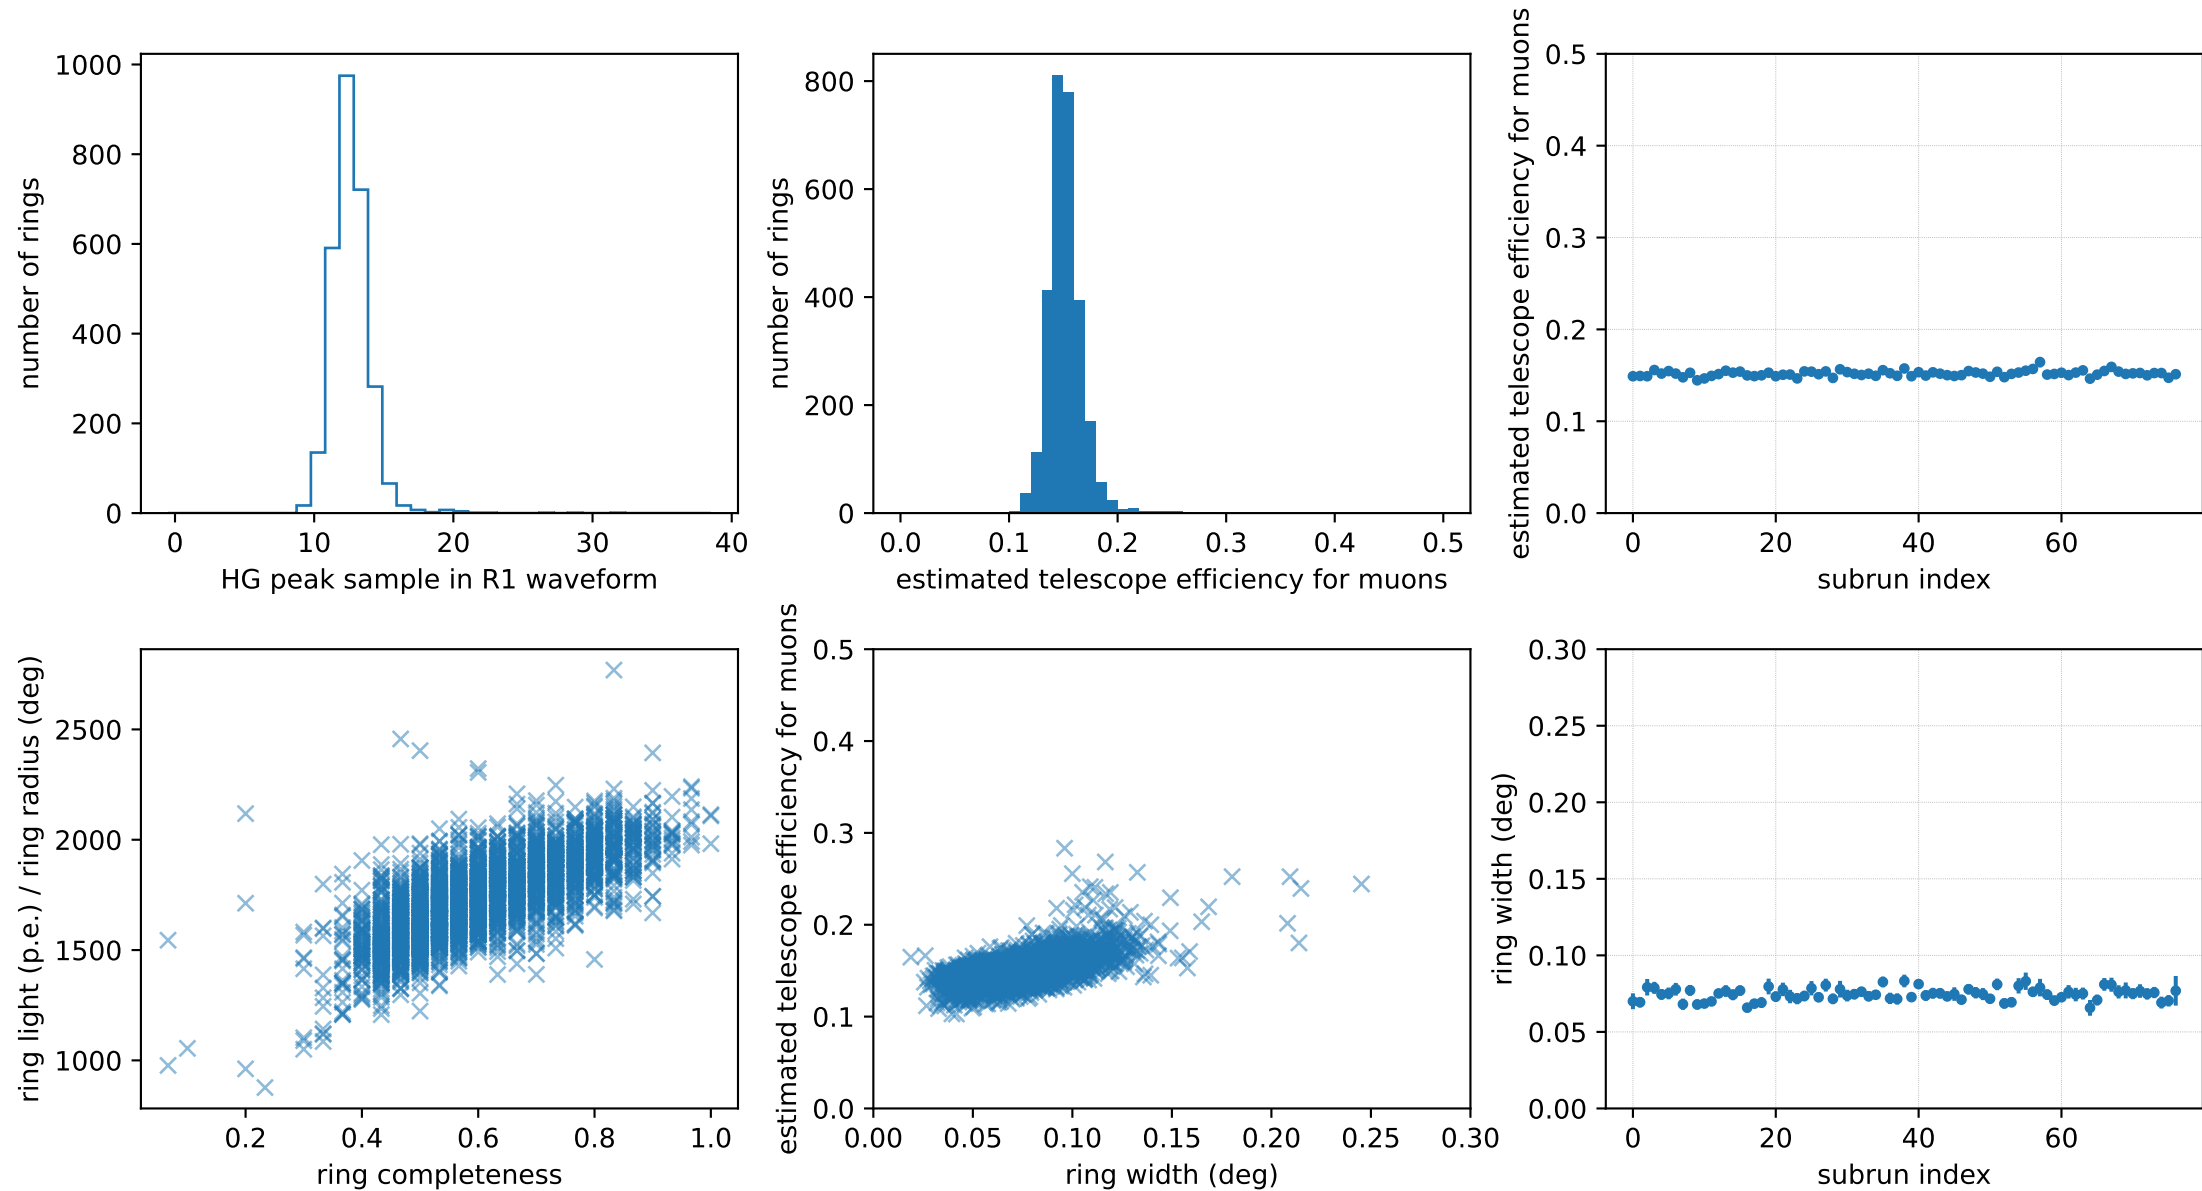 number of rings
1000
800
600
400
200
0
0 10 20 30 40
HG peak sample in R1 waveform
number of rings
800
600
400
200
0
0.0 0.1 0.2 0.3 0.4 0.5
estimated telescope efficiency for muons
estimated telescope efficiency for muons
0.5
0.4
0.3
0.2
0.1
0.0
0 20 40 60
subrun index
ring light (p.e.) / ring radius (deg)
2500
2000
1500
1000
0.2 0.4 0.6 0.8 1.0
ring completeness
estimated telescope efficiency for muons
0.5
0.4
0.3
0.2
0.1
0.0
0.00 0.05 0.10 0.15 0.20 0.25 0.30
ring width (deg)
ring width (deg)
0.30
0.25
0.20
0.15
0.10
0.05
0.00
0 20 40 60
subrun index